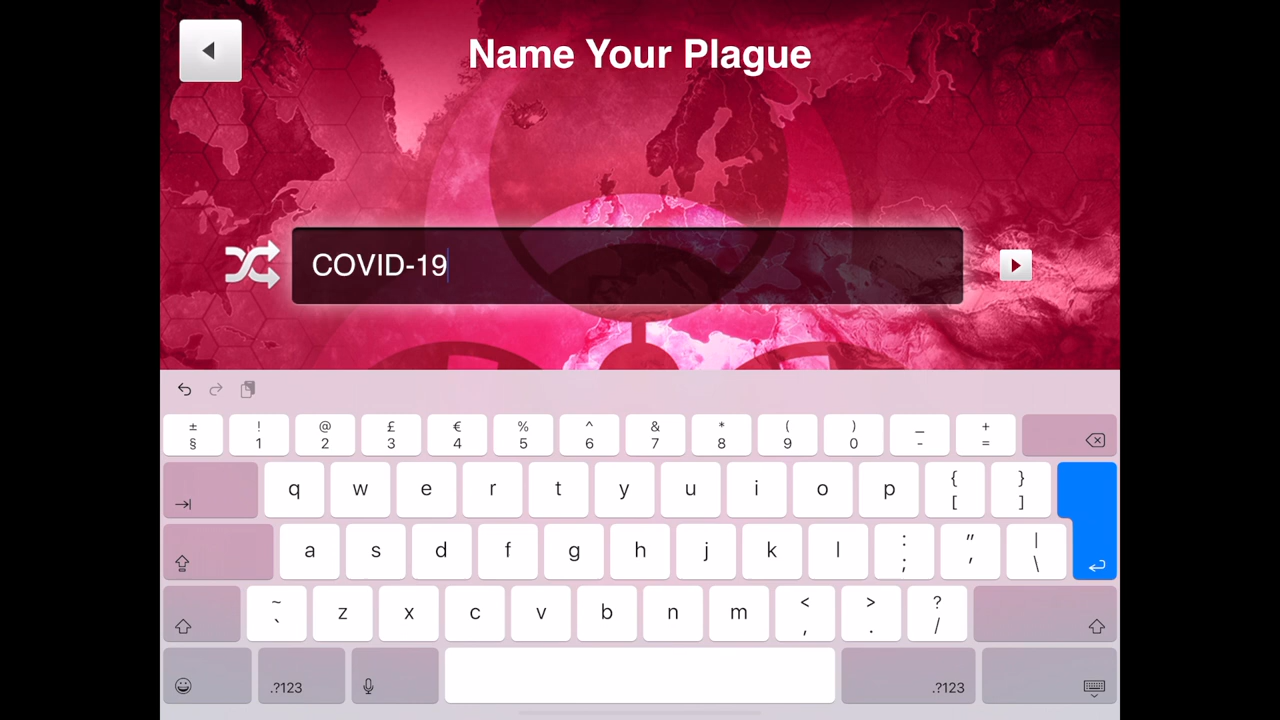 Name Your Plague
COVID-19
± ! @ £ € % ^ & * ( ) _ +
§ 1 2 3 4 5 6 7 8 9 0 - =
q w e r t y u i o p { }
[ ]
a s d f g h j k l : " |
; ' \
~ z x c v b n m < > ?
` , . /
.?123 .?123